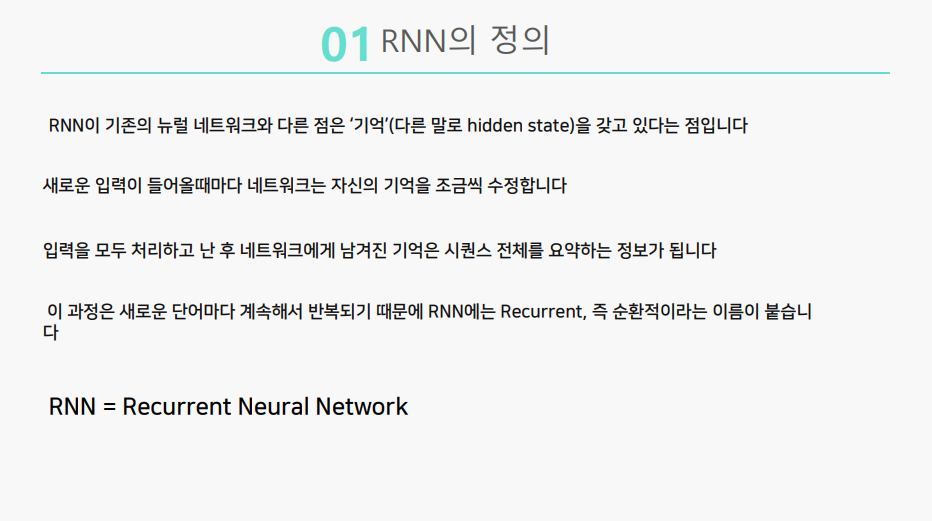 01 RNN의 정의
RNN이 기존의 뉴럴 네트워크와 다른 점은 ‘기억’(다른 말로 hidden state)을 갖고 있다는 점입니다
새로운 입력이 들어올때마다 네트워크는 자신의 기억을 조금씩 수정합니다
입력을 모두 처리하고 난 후 네트워크에게 남겨진 기억은 시퀀스 전체를 요약하는 정보가 됩니다
이 과정은 새로운 단어마다 계속해서 반복되기 때문에 RNN에는 Recurrent, 즉 순환적이라는 이름이 붙습니
다
RNN = Recurrent Neural Network